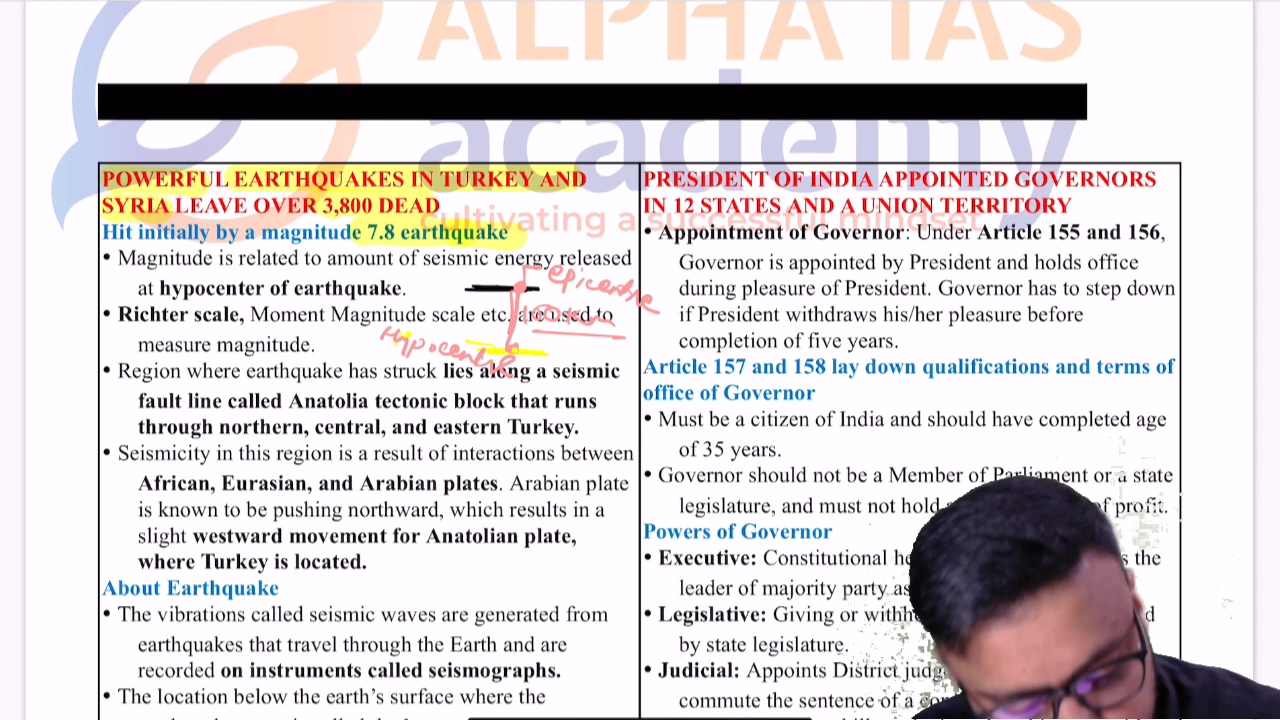 ALPHA IAS
academy
cultivating a successful mindset
POWERFUL EARTHQUAKES IN TURKEY AND
SYRIA LEAVE OVER 3,800 DEAD
Hit initially by a magnitude 7.8 earthquake
• Magnitude is related to amount of seismic energy released
at hypocenter of earthquake.
epicentre
• Richter scale, Moment Magnitude scale etc. are used to
measure magnitude.
Hypocentre
• Region where earthquake has struck lies along a seismic
fault line called Anatolia tectonic block that runs
through northern, central, and eastern Turkey.
• Seismicity in this region is a result of interactions between
African, Eurasian, and Arabian plates. Arabian plate
is known to be pushing northward, which results in a
slight westward movement for Anatolian plate,
where Turkey is located.
About Earthquake
• The vibrations called seismic waves are generated from
earthquakes that travel through the Earth and are
recorded on instruments called seismographs.
• The location below the earth's surface where the
PRESIDENT OF INDIA APPOINTED GOVERNORS
IN 12 STATES AND A UNION TERRITORY
• Appointment of Governor: Under Article 155 and 156,
Governor is appointed by President and holds office
during pleasure of President. Governor has to step down
if President withdraws his/her pleasure before
completion of five years.
Article 157 and 158 lay down qualifications and terms of
office of Governor
• Must be a citizen of India and should have completed age
of 35 years.
• Governor should not be a Member of Parliament or a state
legislature, and must not hold of profit.
Powers of Governor
• Executive: Constitutional the
leader of majority party
• Legislative: Giving or
by state legislature.
• Judicial: Appoints District
commute the sentence of a